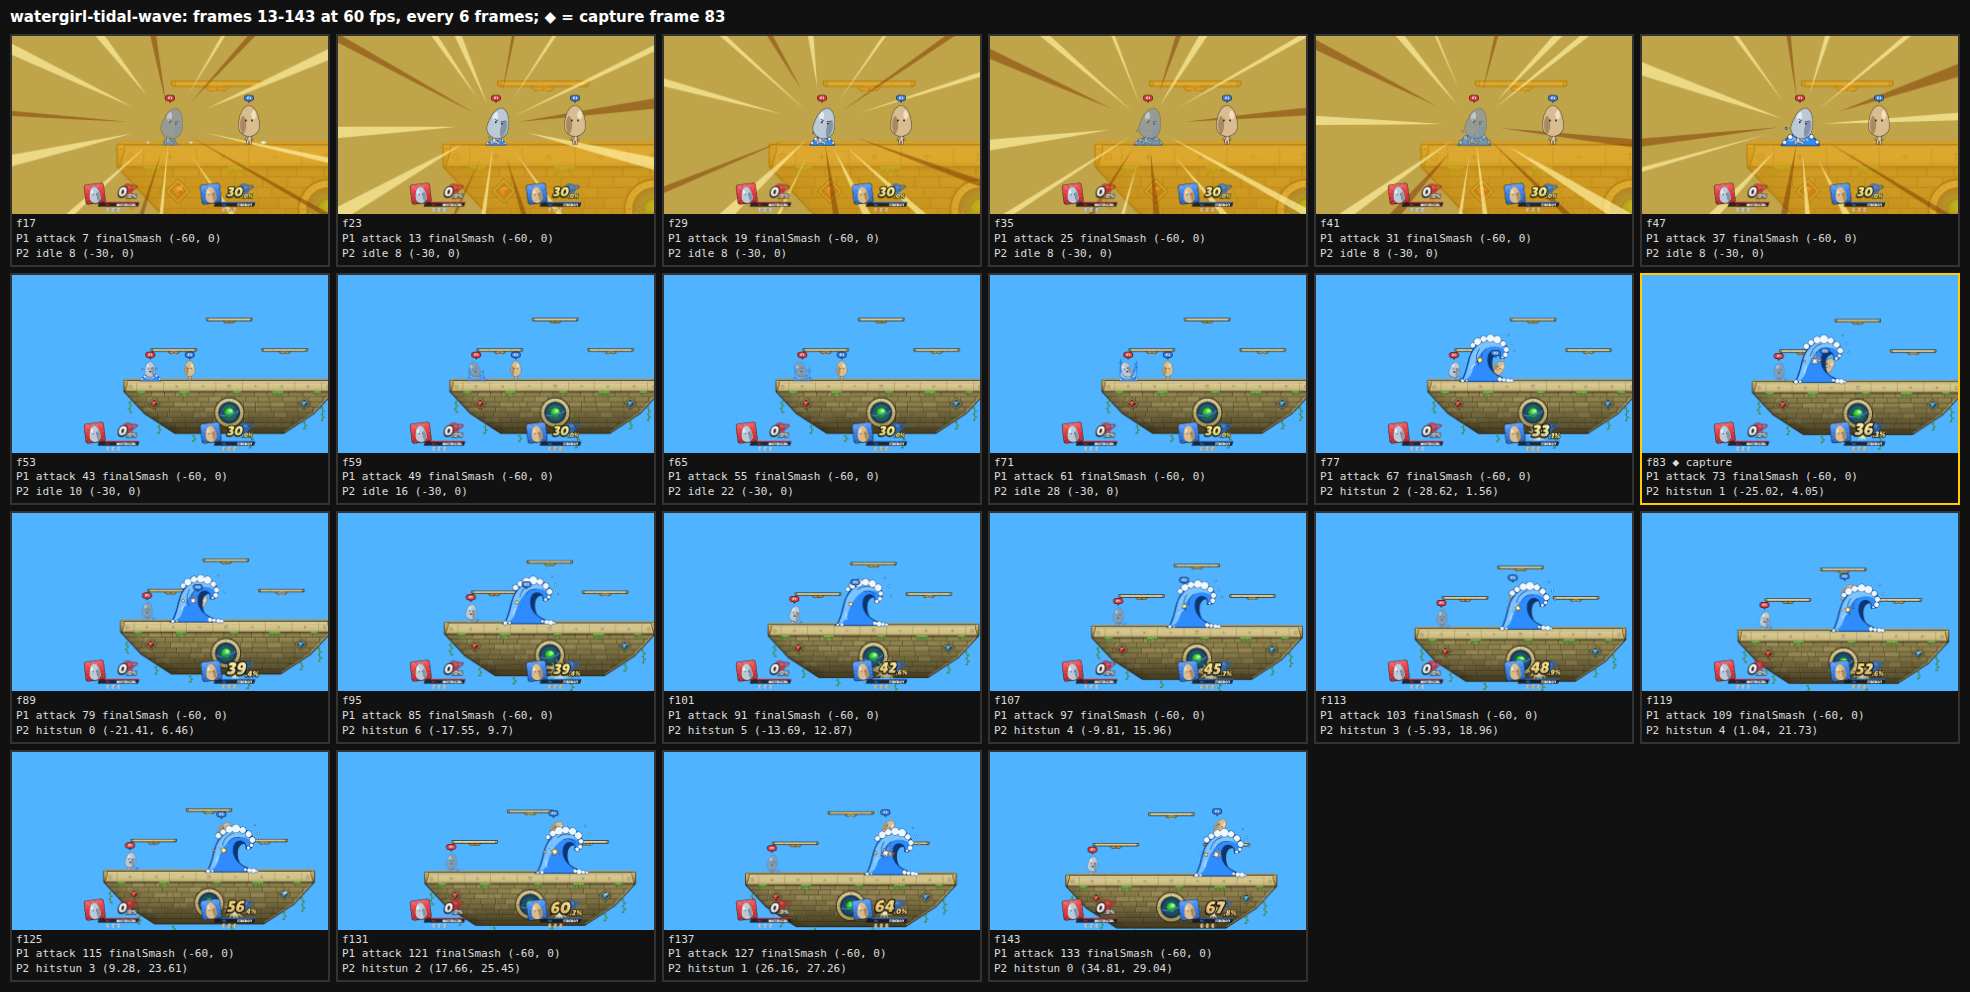 watergirl-tidal-wave: frames 13-143 at 60 fps, every 6 frames; ◆ = capture frame 83
f17
P1 attack 7 finalSmash (-60, 0)
P2 idle 8 (-30, 0)
f23
P1 attack 13 finalSmash (-60, 0)
P2 idle 8 (-30, 0)
f29
P1 attack 19 finalSmash (-60, 0)
P2 idle 8 (-30, 0)
f35
P1 attack 25 finalSmash (-60, 0)
P2 idle 8 (-30, 0)
f41
P1 attack 31 finalSmash (-60, 0)
P2 idle 8 (-30, 0)
f47
P1 attack 37 finalSmash (-60, 0)
P2 idle 8 (-30, 0)
f53
P1 attack 43 finalSmash (-60, 0)
P2 idle 10 (-30, 0)
f59
P1 attack 49 finalSmash (-60, 0)
P2 idle 16 (-30, 0)
f65
P1 attack 55 finalSmash (-60, 0)
P2 idle 22 (-30, 0)
f71
P1 attack 61 finalSmash (-60, 0)
P2 idle 28 (-30, 0)
f77
P1 attack 67 finalSmash (-60, 0)
P2 hitstun 2 (-28.62, 1.56)
f83 ◆ capture
P1 attack 73 finalSmash (-60, 0)
P2 hitstun 1 (-25.02, 4.05)
f89
P1 attack 79 finalSmash (-60, 0)
P2 hitstun 0 (-21.41, 6.46)
f95
P1 attack 85 finalSmash (-60, 0)
P2 hitstun 6 (-17.55, 9.7)
f101
P1 attack 91 finalSmash (-60, 0)
P2 hitstun 5 (-13.69, 12.87)
f107
P1 attack 97 finalSmash (-60, 0)
P2 hitstun 4 (-9.81, 15.96)
f113
P1 attack 103 finalSmash (-60, 0)
P2 hitstun 3 (-5.93, 18.96)
f119
P1 attack 109 finalSmash (-60, 0)
P2 hitstun 4 (1.04, 21.73)
f125
P1 attack 115 finalSmash (-60, 0)
P2 hitstun 3 (9.28, 23.61)
f131
P1 attack 121 finalSmash (-60, 0)
P2 hitstun 2 (17.66, 25.45)
f137
P1 attack 127 finalSmash (-60, 0)
P2 hitstun 1 (26.16, 27.26)
f143
P1 attack 133 finalSmash (-60, 0)
P2 hitstun 0 (34.81, 29.04)